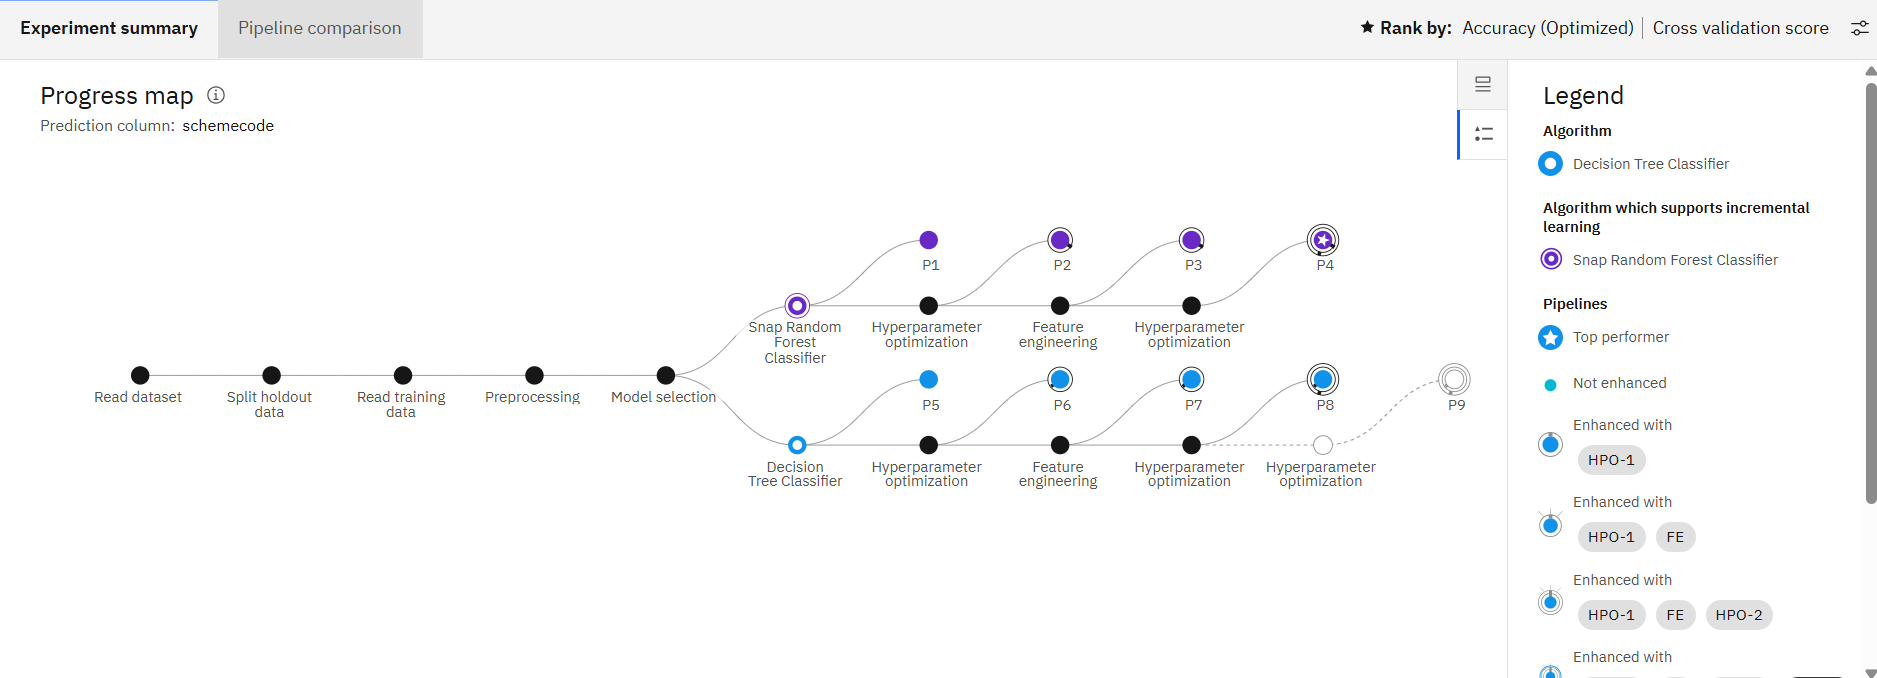 Experiment summary
Pipeline comparison
Rank by: Accuracy (Optimized) Cross validation score
Progress map
Prediction column: schemecode
P1
P2
P3
P4
Snap Random
Forest
Classifier
Hyperparameter
optimization
Feature
engineering
Hyperparameter
optimization
Read dataset
Split holdout
data
Read training
data
Preprocessing
Model selection
P5
P6
P7
P8
P9
Decision
Tree Classifier
Hyperparameter
optimization
Feature
engineering
Hyperparameter
optimization
Hyperparameter
optimization
Legend
Algorithm
Decision Tree Classifier
Algorithm which supports incremental
learning
Snap Random Forest Classifier
Pipelines
Top performer
Not enhanced
Enhanced with
HPO-1
Enhanced with
HPO-1 FE
Enhanced with
HPO-1 FE HPO-2
Enhanced with